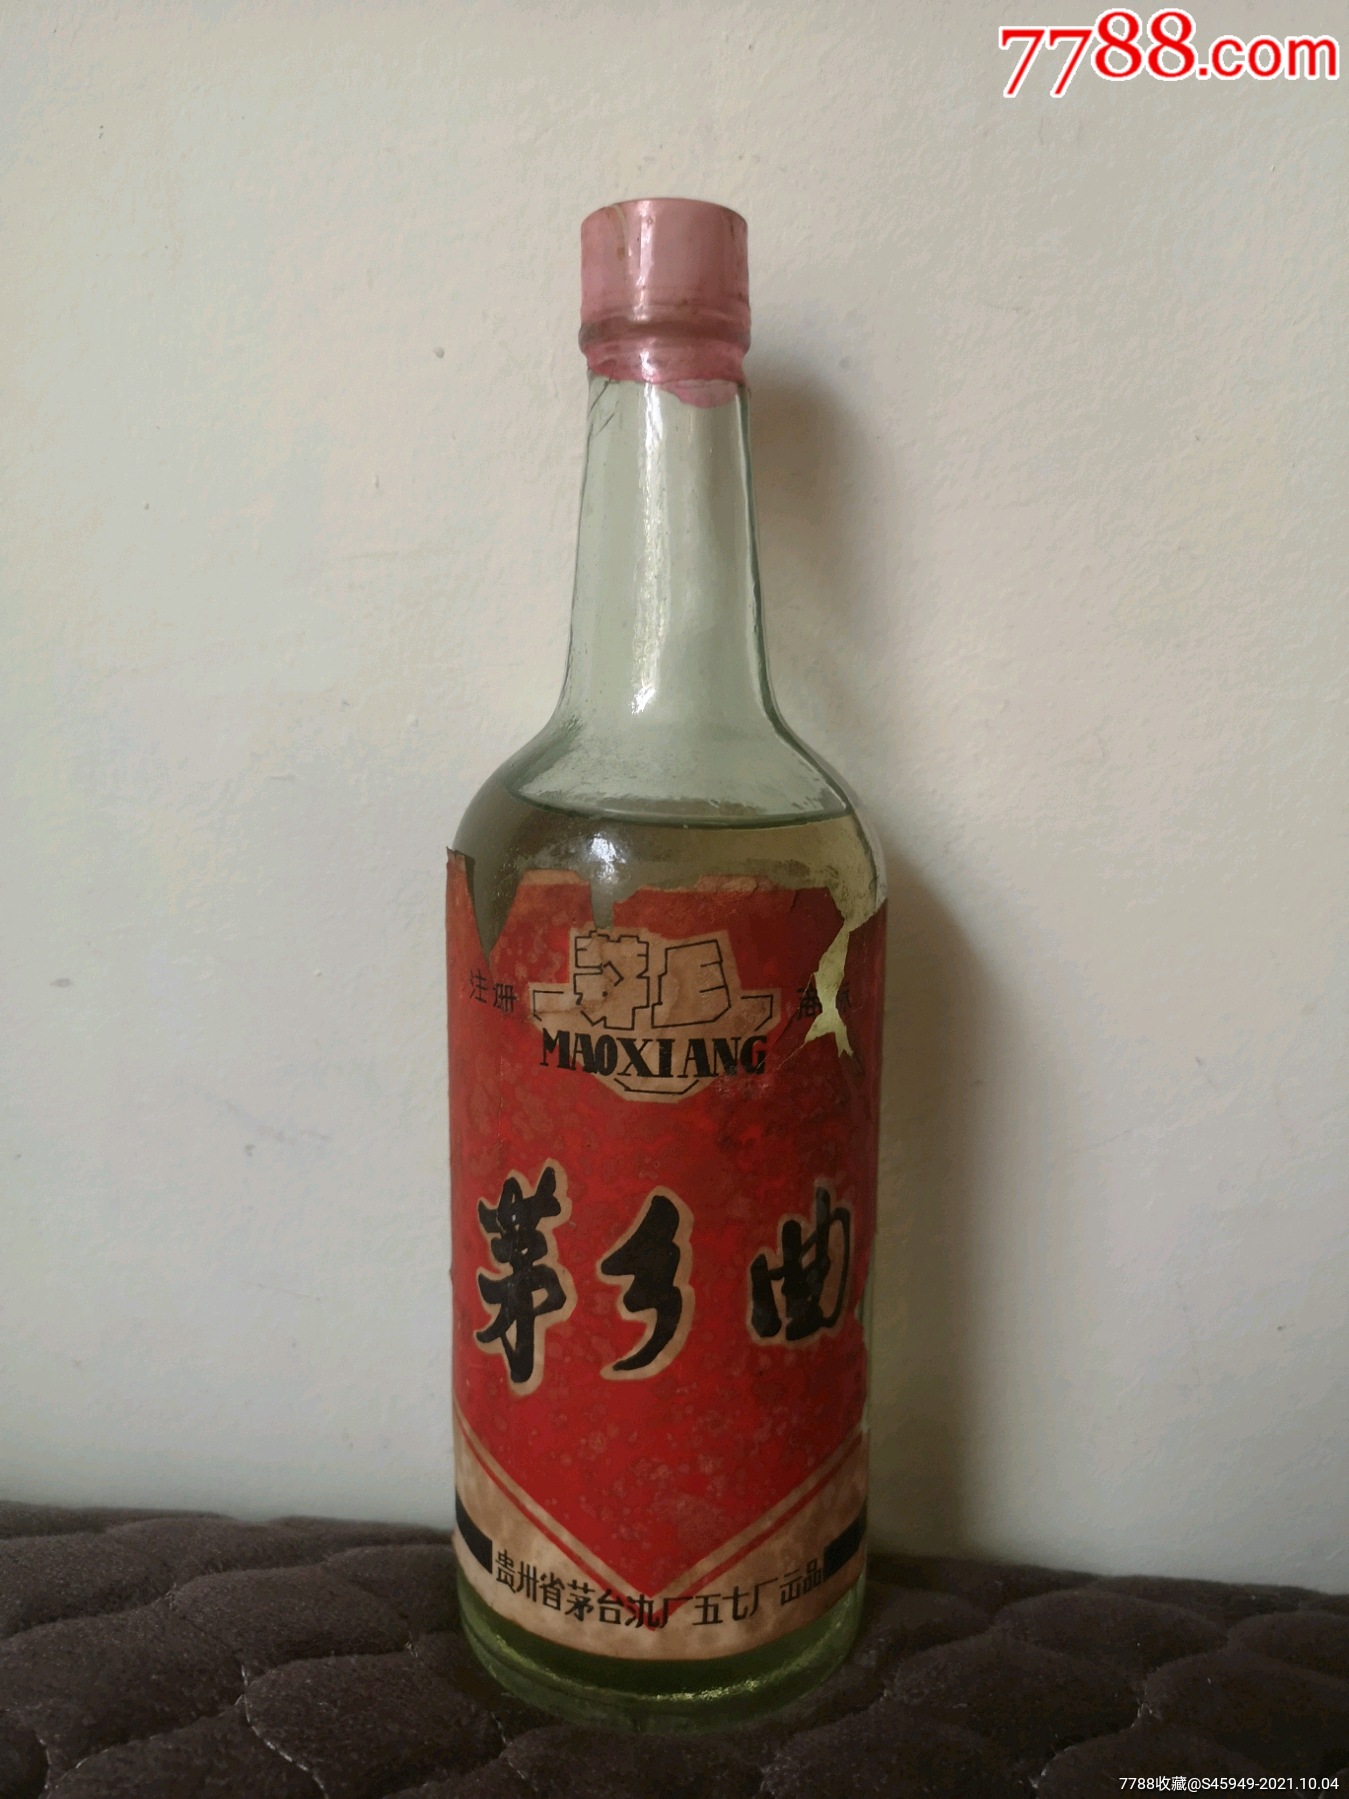 7788.com
注册 商标
茅乡
MAOXIANG
茅乡曲
贵州省茅台氿厂五七厂出品
7788收藏@S45949-2021.10.04